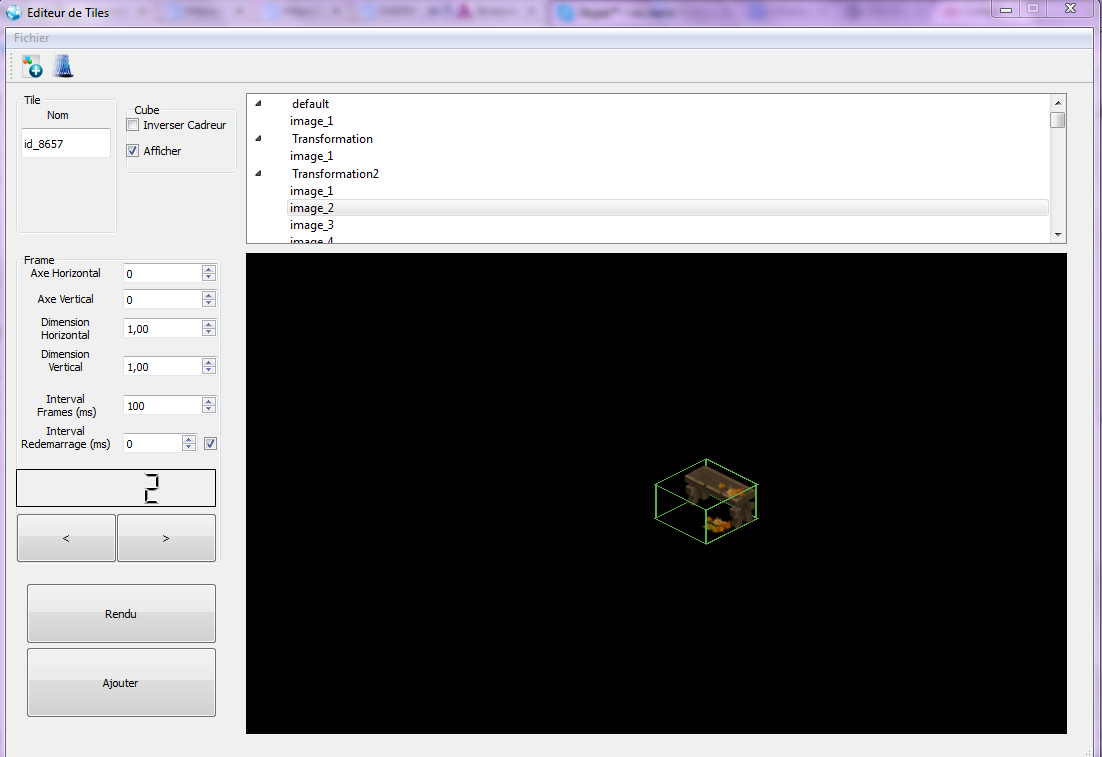 Editeur de Tiles
Fichier
Tile
Nom
id_8657
Cube
Inverser Cadreur
Afficher
default
image_1
Transformation
image_1
Transformation2
image_1
image_2
image_3
image_4
Frame
Axe Horizontal
0
Axe Vertical
0
Dimension
Horizontal
1,00
Dimension
Vertical
1,00
Interval
Frames (ms)
100
Interval
Redemarrage (ms)
0
2
<
>
Rendu
Ajouter